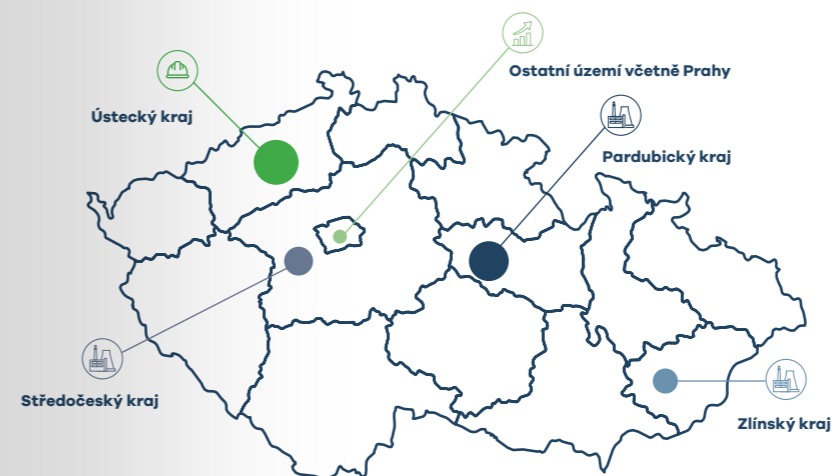 Ostatní území včetně Prahy
Ústecký kraj
Pardubický kraj
Středočeský kraj
Zlínský kraj